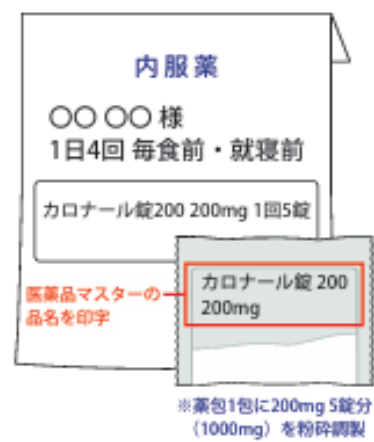 内服薬
〇〇 〇〇 様
1日4回 毎食前・就寝前
カロナール錠200 200mg 1回5錠
カロナール錠 200
200mg
医薬品マスターの
品名を印字
※薬包1包に200mg 5錠分
（1000mg）を粉砕調製